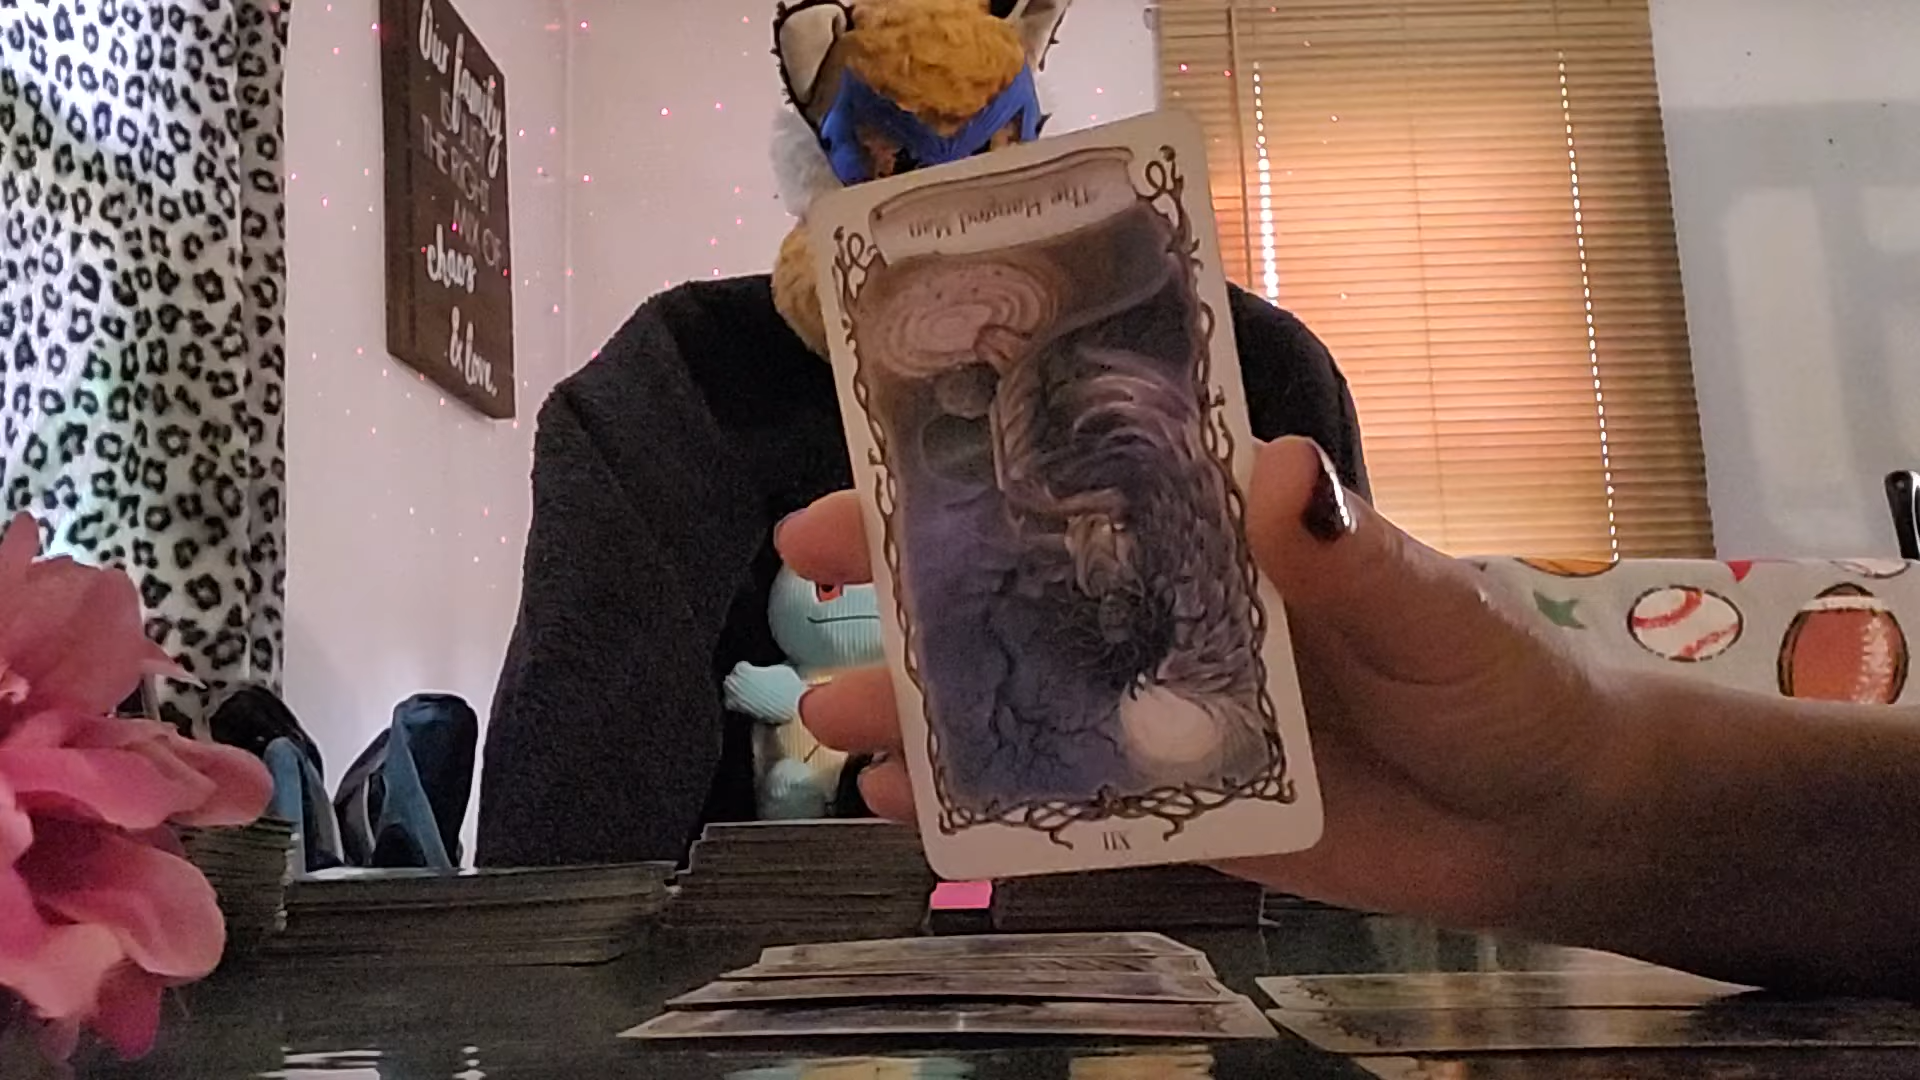 Our family
IS JUST
THE RIGHT
MIX OF
chaos
& love..
The Hanged Man
XII